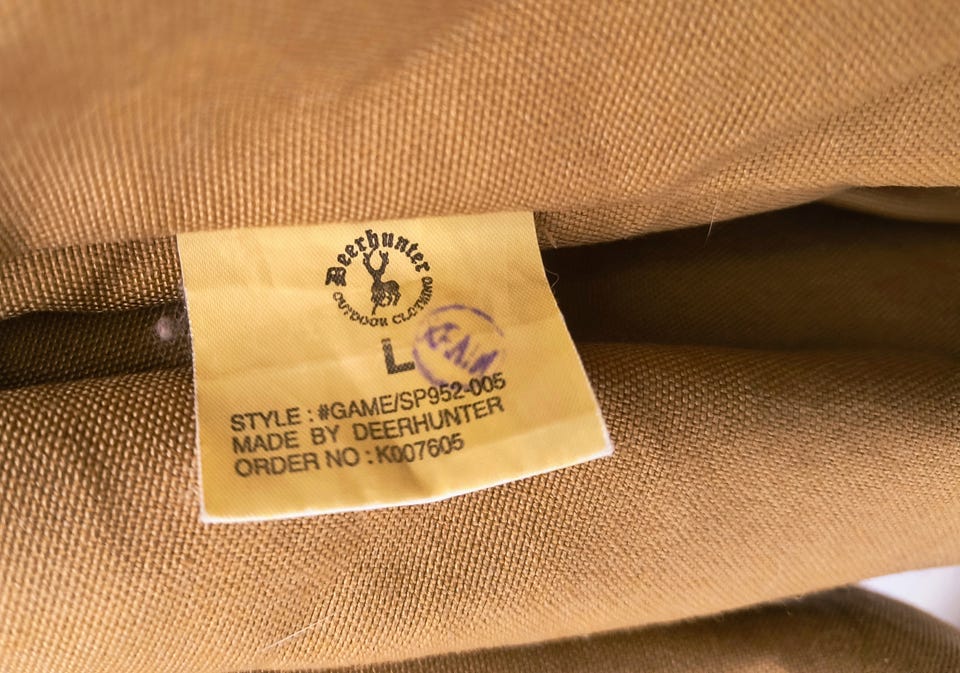 Deerhunter
OUTDOOR CLOTHING
L
STYLE : #GAME/SP952-005
MADE BY DEERHUNTER
ORDER NO : K007605